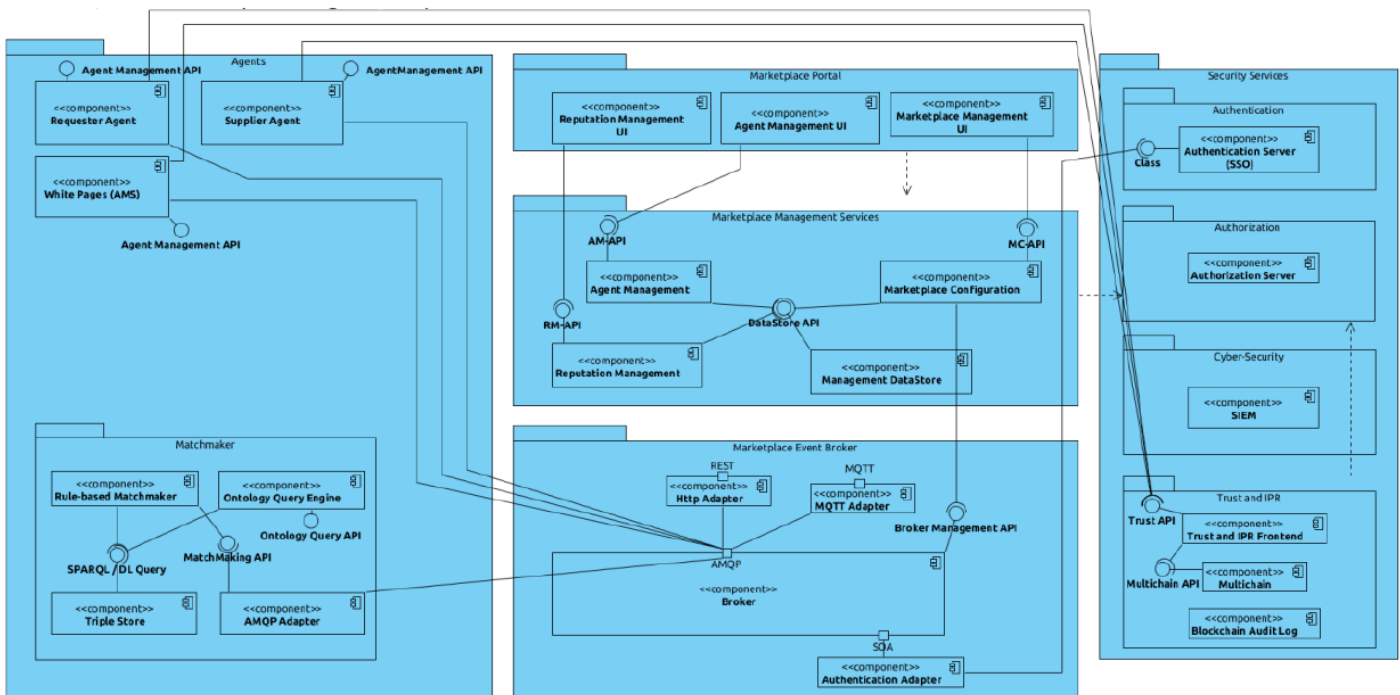 Agents
Agent Management API
AgentManagement API
<<component>>
Requester Agent
<<component>>
Supplier Agent
<<component>>
White Pages (AMS)
Agent Management API
Matchmaker
<<component>>
Rule-based Matchmaker
<<component>>
Ontology Query Engine
Ontology Query API
SPARQL / DL Query
MatchMaking API
<<component>>
Triple Store
<<component>>
AMQP Adapter
Marketplace Portal
<<component>>
Reputation Management
UI
<<component>>
Agent Management UI
<<component>>
Marketplace Management
UI
Marketplace Management Services
AM-API
MC-API
<<component>>
Agent Management
<<component>>
Marketplace Configuration
RM-API
DataStore API
<<component>>
Reputation Management
<<component>>
Management DataStore
Marketplace Event Broker
REST
<<component>>
Http Adapter
MQTT
<<component>>
MQTT Adapter
Broker Management API
AMQP
<<component>>
Broker
SOA
<<component>>
Authentication Adapter
Security Services
Authentication
Class
<<component>>
Authentication Server
(SSO)
Authorization
<<component>>
Authorization Server
Cyber-Security
<<component>>
SIEM
Trust and IPR
Trust API
<<component>>
Trust and IPR Frontend
Multichain API
<<component>>
Multichain
<<component>>
Blockchain Audit Log